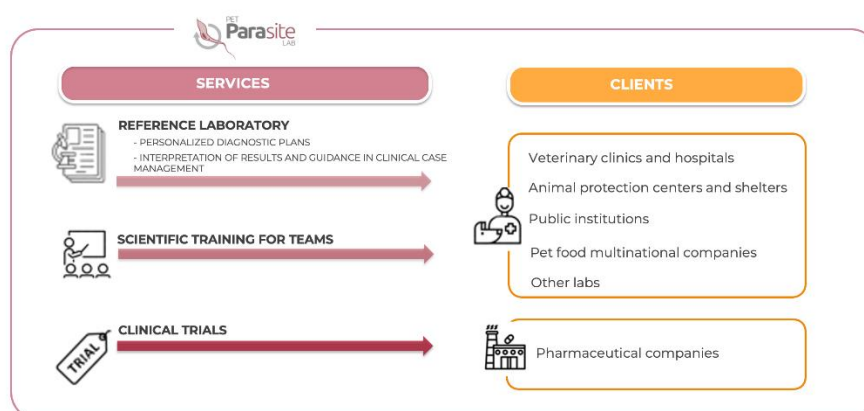 PET
Parasite
LAB
SERVICES
CLIENTS
REFERENCE LABORATORY
- PERSONALIZED DIAGNOSTIC PLANS
- INTERPRETATION OF RESULTS AND GUIDANCE IN CLINICAL CASE
MANAGEMENT
SCIENTIFIC TRAINING FOR TEAMS
TRIAL
CLINICAL TRIALS
Veterinary clinics and hospitals
Animal protection centers and shelters
Public institutions
Pet food multinational companies
Other labs
Pharmaceutical companies